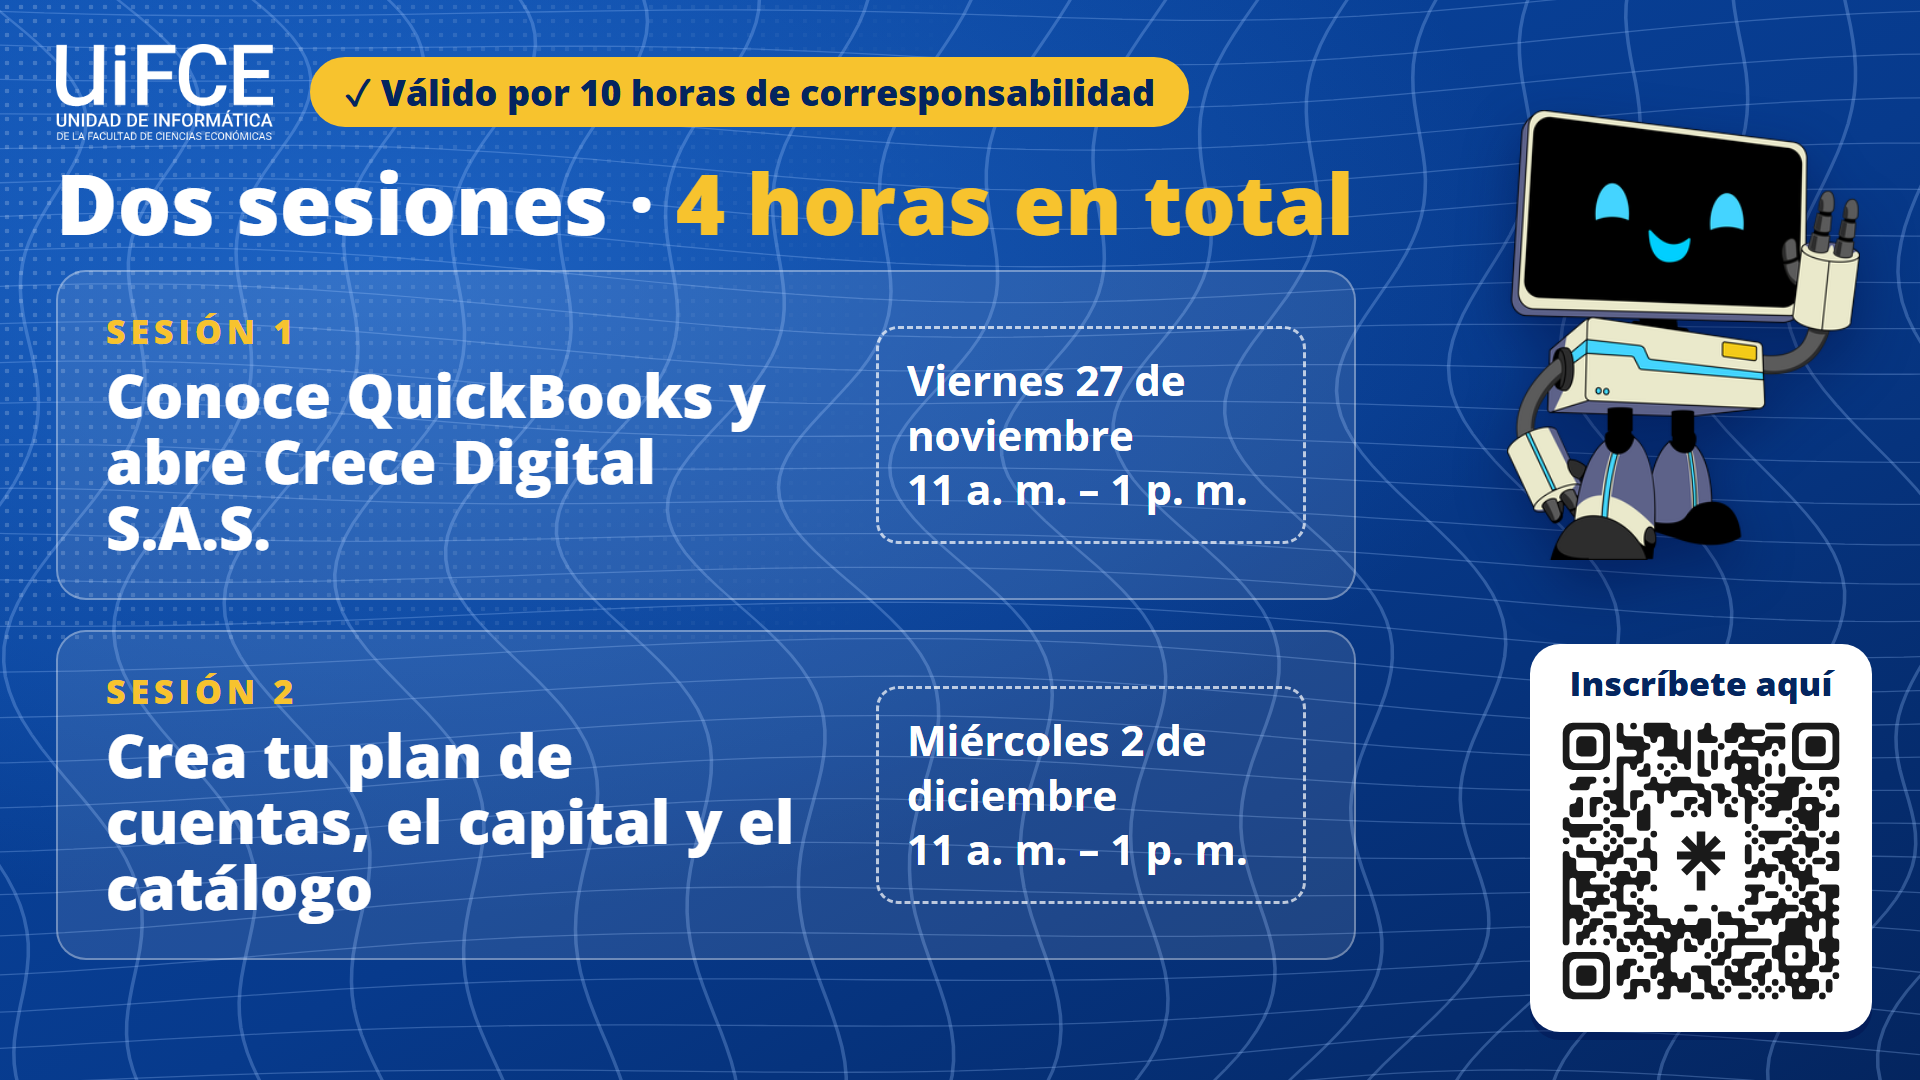 UiFCE
UNIDAD DE INFORMÁTICA
DE LA FACULTAD DE CIENCIAS ECONÓMICAS
✓ Válido por 10 horas de corresponsabilidad
Dos sesiones · 4 horas en total
SESIÓN 1
Conoce QuickBooks y
abre Crece Digital
S.A.S.
Viernes 27 de
noviembre
11 a. m. – 1 p. m.
SESIÓN 2
Crea tu plan de
cuentas, el capital y el
catálogo
Miércoles 2 de
diciembre
11 a. m. – 1 p. m.
Inscríbete aquí